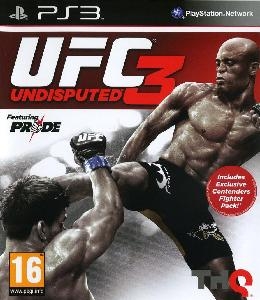 PS3
PlayStation.Network
UFC
UNDISPUTED 3
Featuring
PRIDE
Includes
Exclusive
Contenders
Fighter
Pack!
16
www.pegi.info
THQ